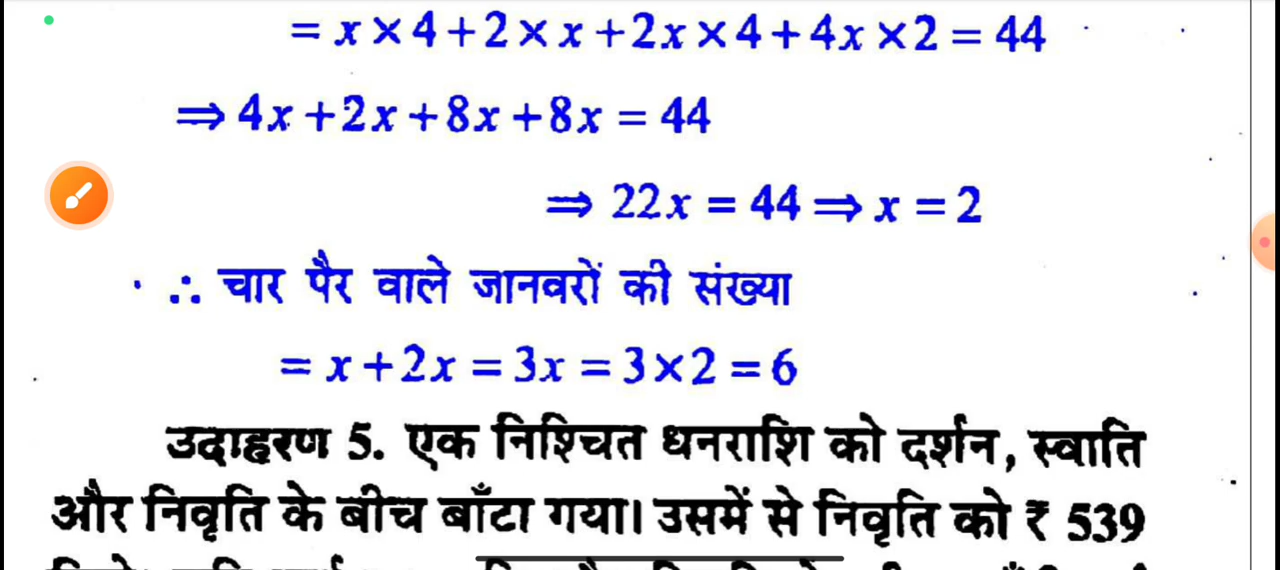 = x × 4 + 2 × x + 2x × 4 + 4x × 2 = 44
⇒ 4x + 2x + 8x + 8x = 44
⇒ 22x = 44 ⇒ x = 2
∴ चार पैर वाले जानवरों की संख्या
= x + 2x = 3x = 3 × 2 = 6
उदाहरण 5. एक निश्चित धनराशि को दर्शन, स्वाति
और निवृति के बीच बाँटा गया। उसमें से निवृति को ₹ 539